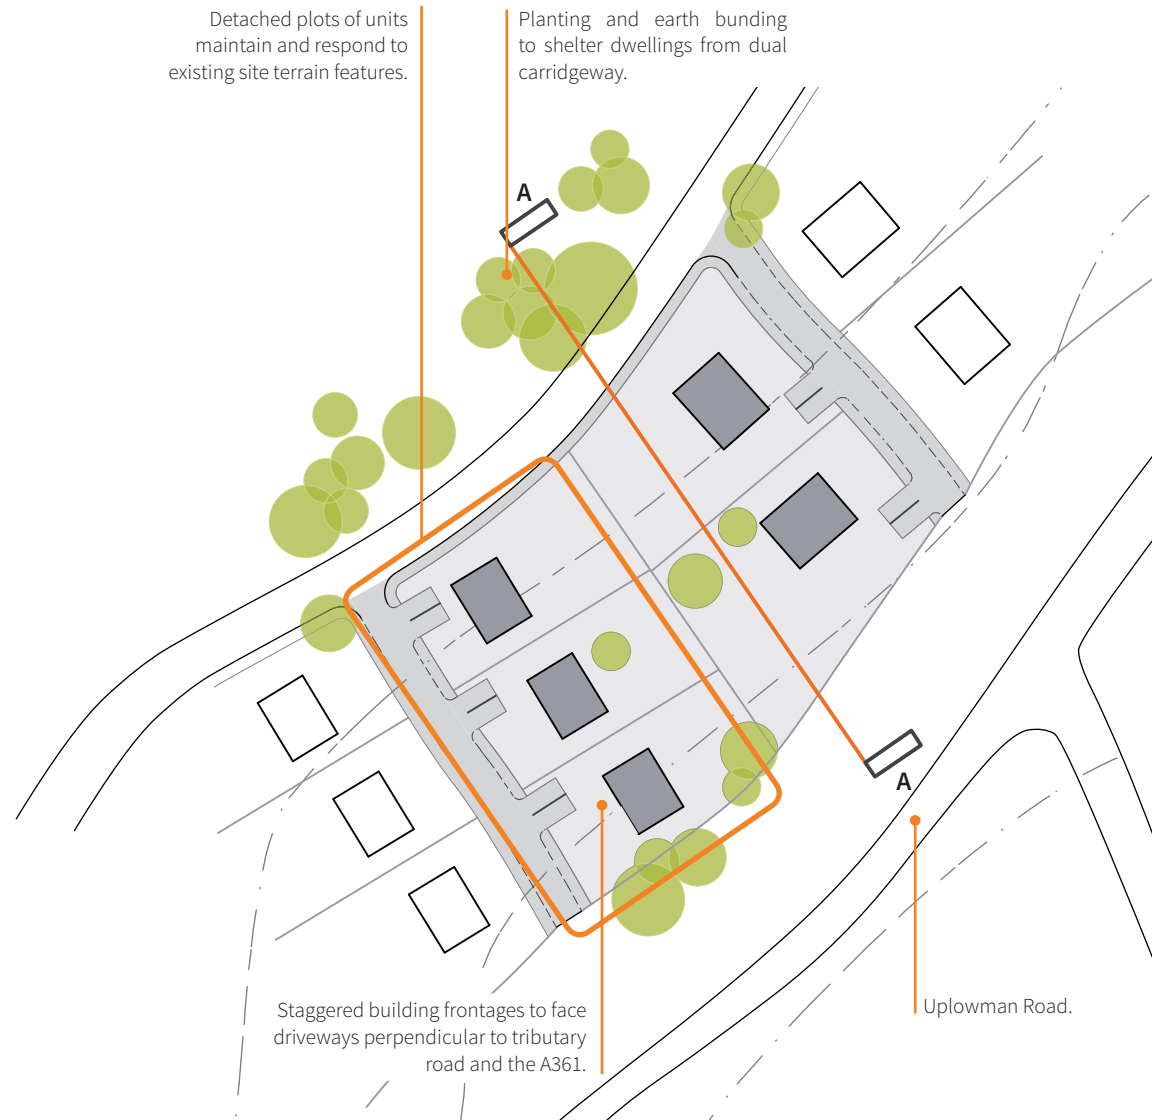 Detached plots of units
maintain and respond to
existing site terrain features.
Planting and earth bunding
to shelter dwellings from dual
carridgeway.
A
A
Staggered building frontages to face
driveways perpendicular to tributary
road and the A361.
Uplowman Road.